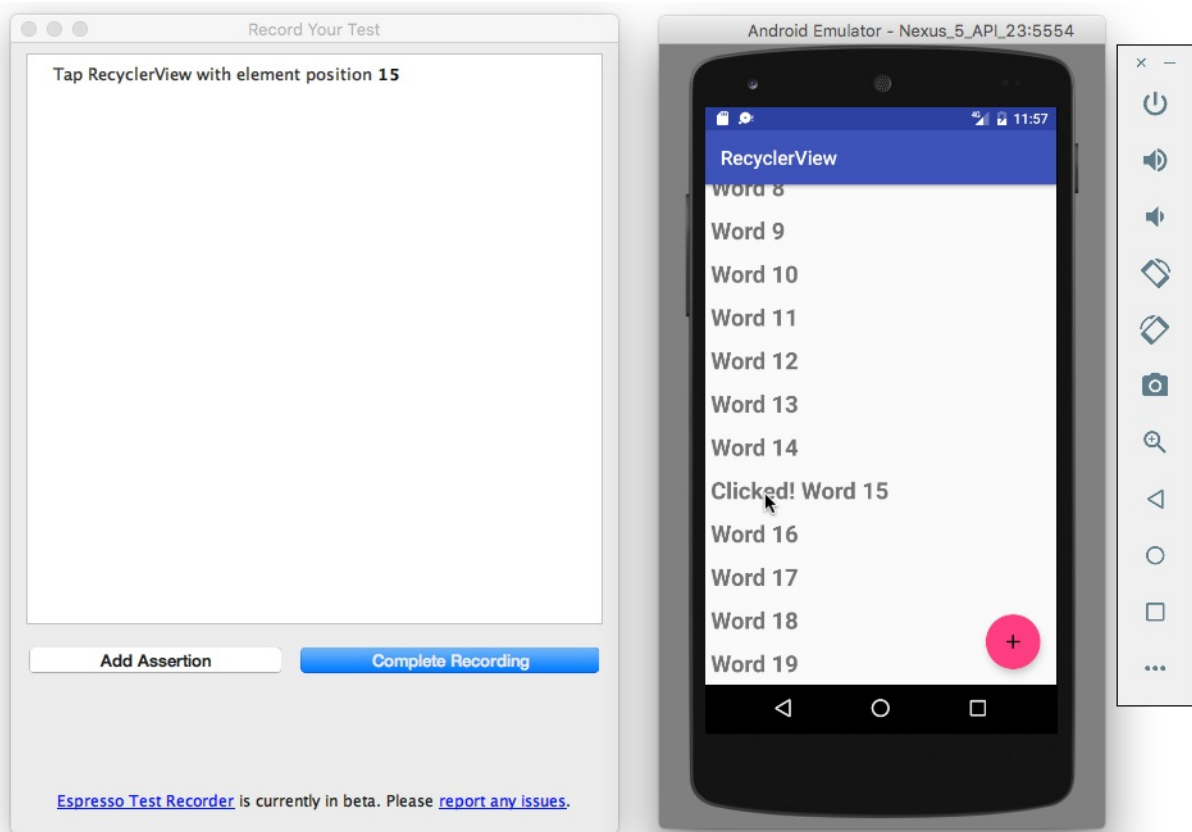 Record Your Test
Tap RecyclerView with element position 15
Add Assertion
Complete Recording
Espresso Test Recorder is currently in beta. Please report any issues.
Android Emulator - Nexus_5_API_23:5554
4G
11:57
RecyclerView
Word 8
Word 9
Word 10
Word 11
Word 12
Word 13
Word 14
Clicked! Word 15
Word 16
Word 17
Word 18
Word 19